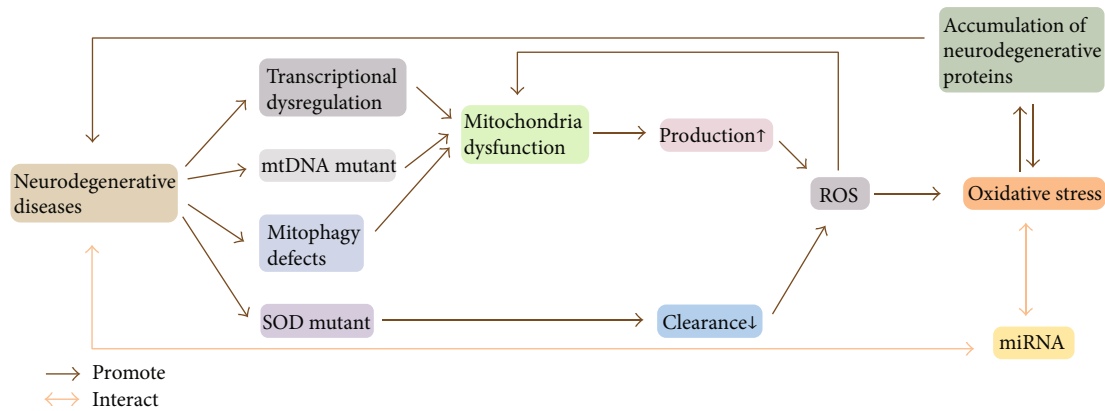 Accumulation of
neurodegenerative
proteins
Transcriptional
dysregulation
Mitochondria
dysfunction
Production↑
mtDNA mutant
Neurodegenerative
diseases
ROS
Oxidative stress
Mitophagy
defects
SOD mutant
Clearance↓
miRNA
Promote
Interact